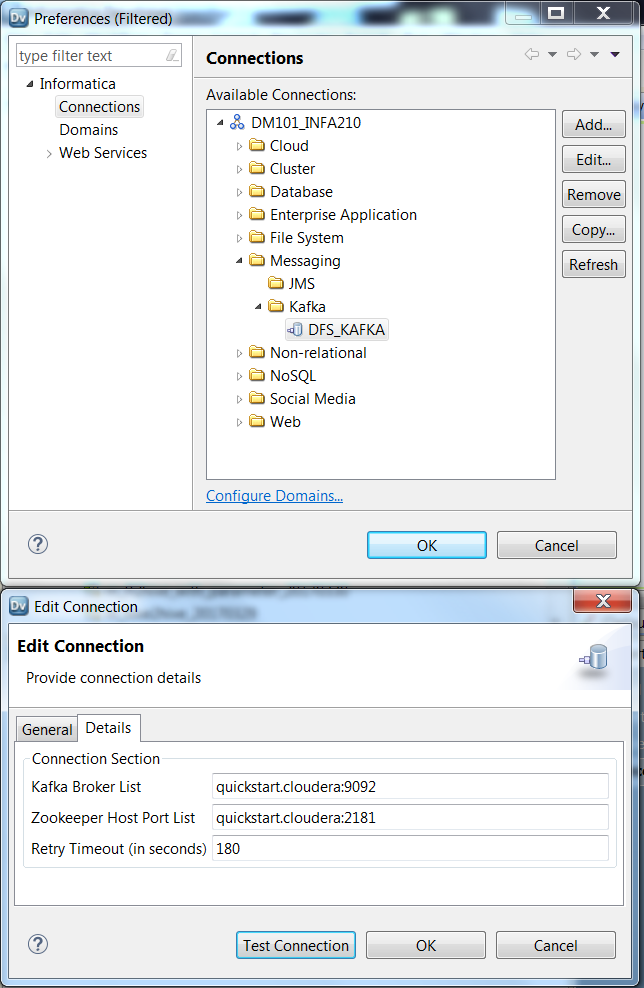 Dv Preferences (Filtered)
type filter text
Informatica
Connections
Domains
Web Services
Connections
Available Connections:
DM101_INFA210
Cloud
Cluster
Database
Enterprise Application
File System
Messaging
JMS
Kafka
DFS_KAFKA
Non-relational
NoSQL
Social Media
Web
Add...
Edit...
Remove
Copy...
Refresh
Configure Domains...
?
OK
Cancel
Dv Edit Connection
Edit Connection
Provide connection details
General
Details
Connection Section
Kafka Broker List quickstart.cloudera:9092
Zookeeper Host Port List quickstart.cloudera:2181
Retry Timeout (in seconds) 180
?
Test Connection
OK
Cancel